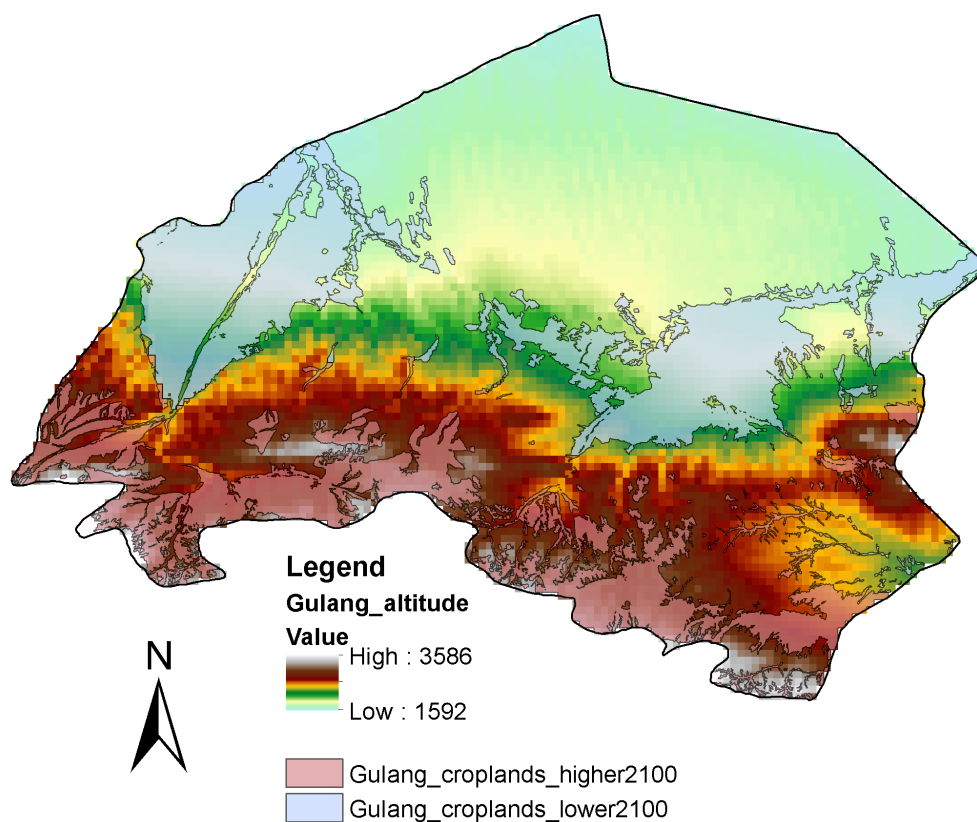 Legend
Gulang_altitude
Value
High : 3586
Low : 1592
N
Gulang_croplands_higher2100
Gulang_croplands_lower2100